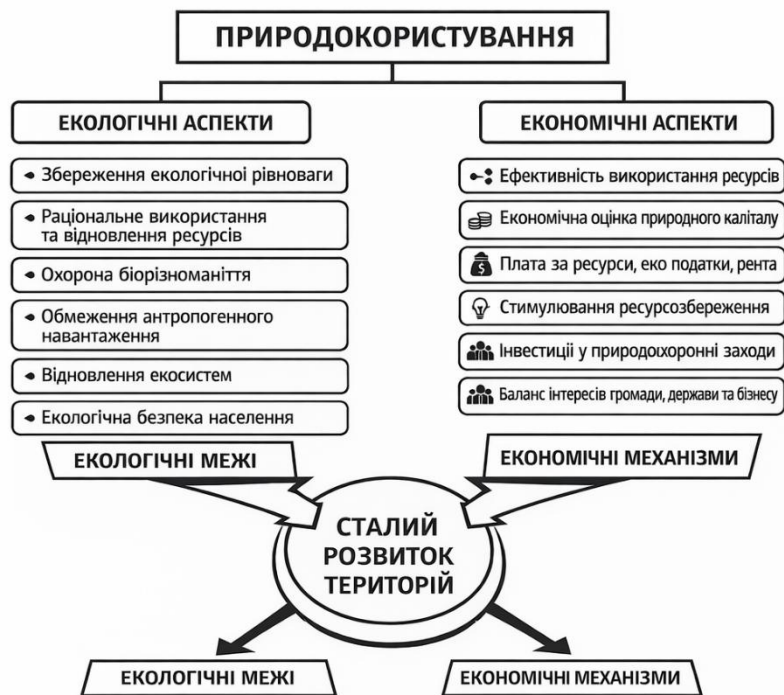 ПРИРОДОКОРИСТУВАННЯ
ЕКОЛОГІЧНІ АСПЕКТИ
Збереження екологічної рівноваги
Раціональне використання
та відновлення ресурсів
Охорона біорізноманіття
Обмеження антропогенного
навантаження
Відновлення екосистем
Екологічна безпека населення
ЕКОЛОГІЧНІ МЕЖІ
ЕКОНОМІЧНІ АСПЕКТИ
Ефективність використання ресурсів
Економічна оцінка природного каліталу
$
Плата за ресурси, еко податки, рента
Стимулювання ресурсозбереження
Інвестиції у природоіхоронні заходи
Баланс інтересів громади, держави та бізнесу
ЕКОНОМІЧНІ МЕХАНІЗМИ
СТАЛИЙ
РОЗВИТОК
ТЕРИТОРІЙ
ЕКОЛОГІЧНІ МЕЖІ
ЕКОНОМІЧНІ МЕХАНІЗМИ